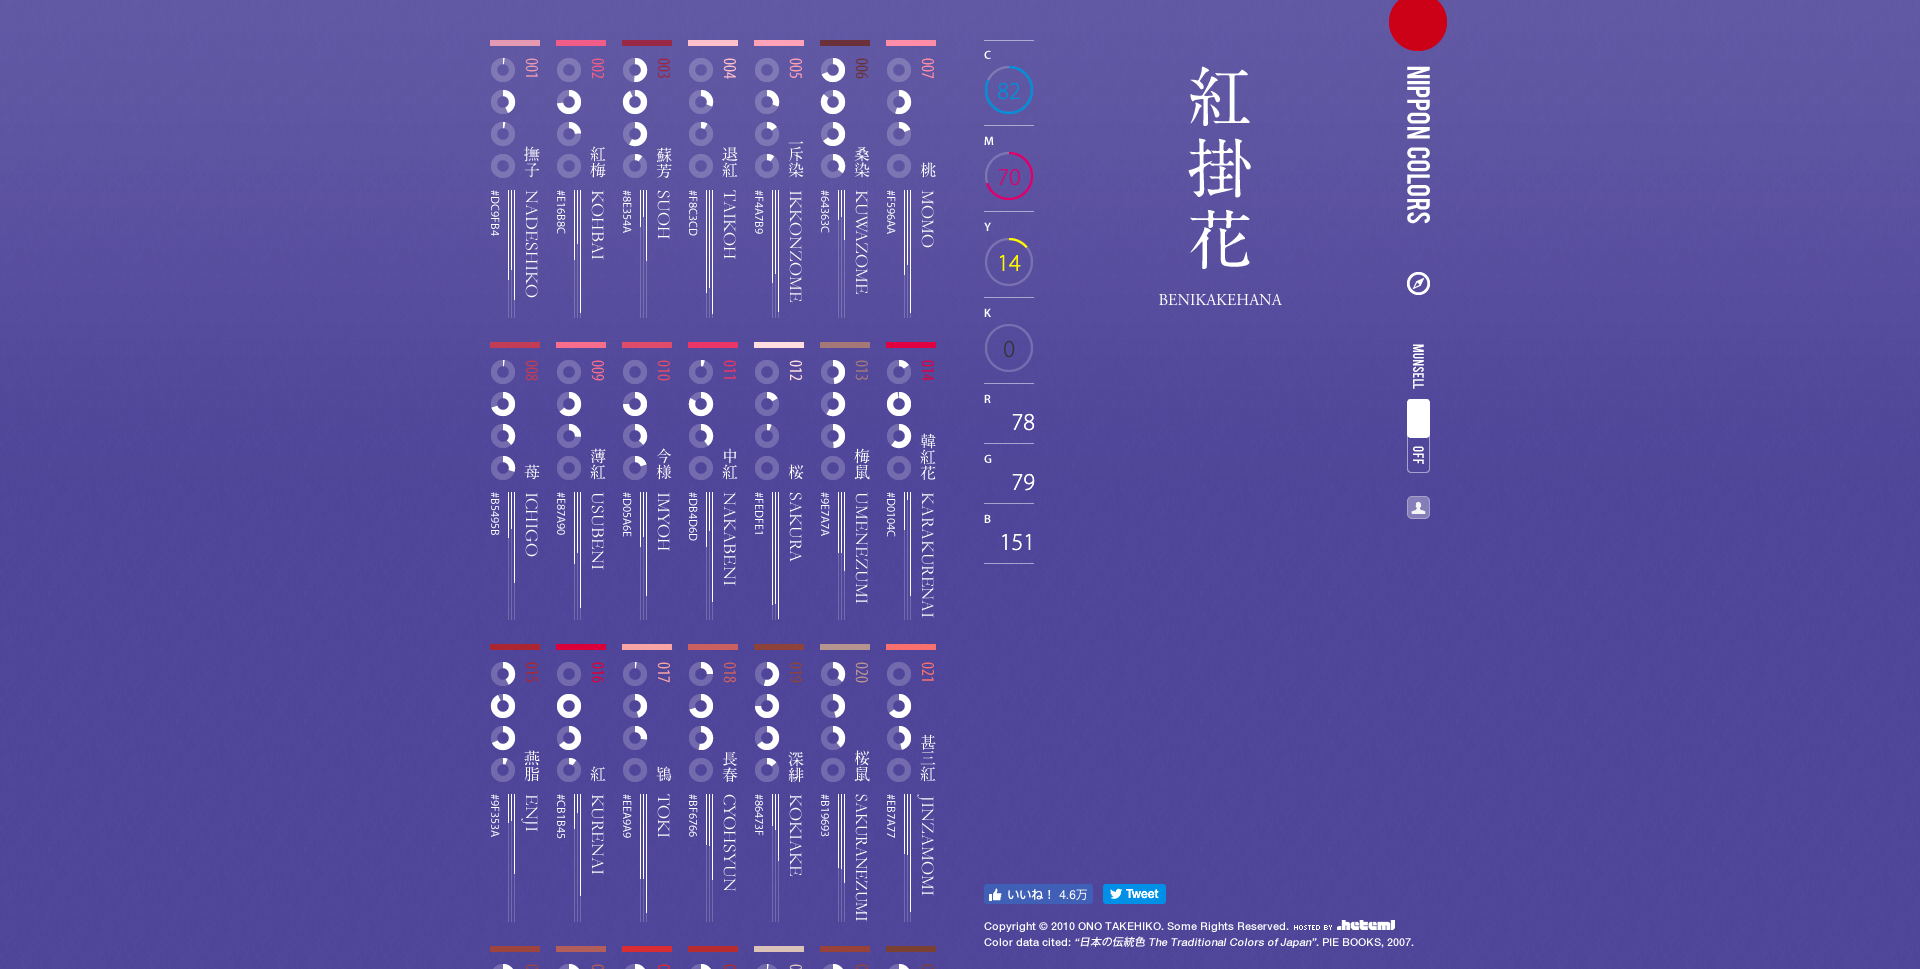 001
撫子
NADESHIKO
#DC9FB4
002
紅梅
KOHBAI
#E16B8C
003
蘇芳
SUOH
#8E354A
004
退紅
TAIKOH
#F8C3CD
005
一斥染
IKKONZOME
#F4A7B9
006
桑染
KUWAZOME
#64363C
007
桃
MOMO
#F596AA
008
苺
ICHIGO
#B5495B
009
薄紅
USUBENI
#E87A90
010
今様
IMYOH
#D05A6E
011
中紅
NAKABENI
#DB4D6D
012
桜
SAKURA
#FEDFE1
013
梅鼠
UMENEZUMI
#9E7A7A
014
韓紅花
KARAKURENAI
#D0104C
015
燕脂
ENJI
#9F353A
016
紅
KURENAI
#CB1B45
017
鴇
TOKI
#EEA9A9
018
長春
CYOHSYUN
#BF6766
019
深緋
KOKIAKE
#86473F
020
桜鼠
SAKURANEZUMI
#B19693
021
甚三紅
JINZAMOMI
#EB7A77
C
82
M
70
Y
14
K
0
R
78
G
79
B
151
紅掛花
BENIKAKEHANA
NIPPON COLORS
MUNSELL
OFF
いいね！ 4.6万
Tweet
Copyright © 2010 ONO TAKEHIKO. Some Rights Reserved. HOSTED BY .heteml
Color data cited: “日本の伝統色 The Traditional Colors of Japan”. PIE BOOKS, 2007.